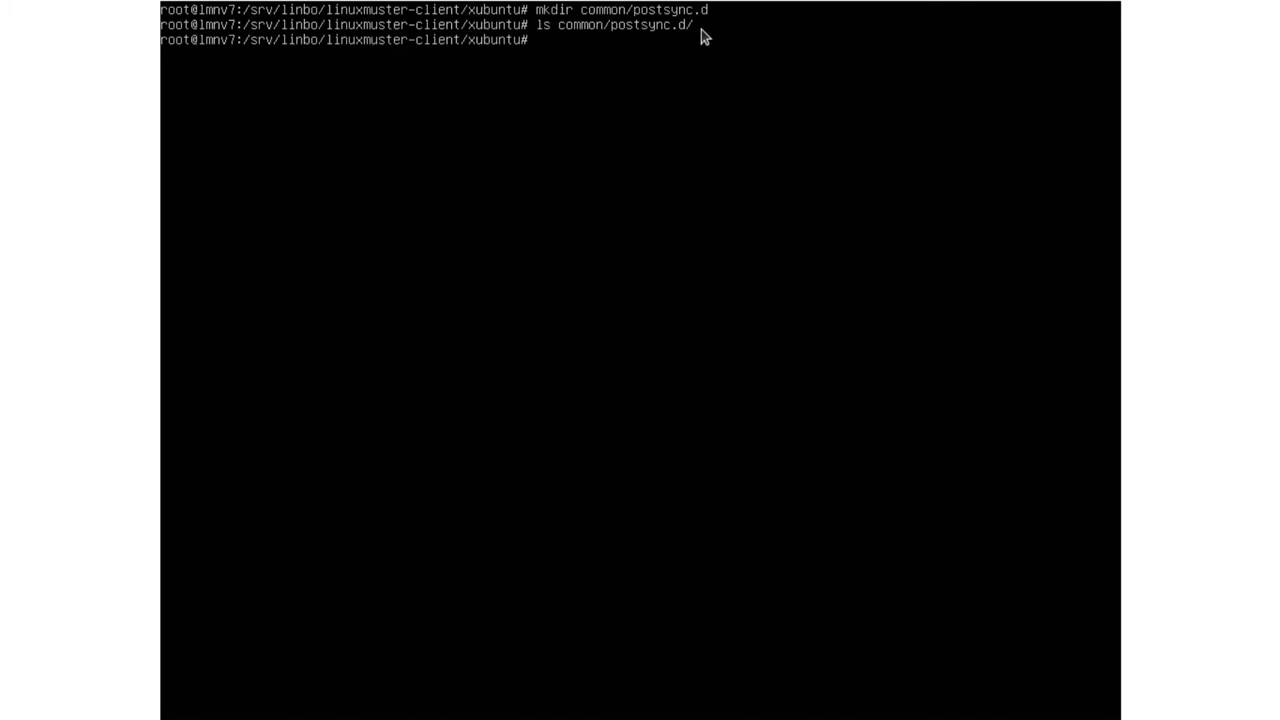 root@lmnv7:/srv/linbo/linuxmuster-client/xubuntu# mkdir common/postsync.d
root@lmnv7:/srv/linbo/linuxmuster-client/xubuntu# ls common/postsync.d/
root@lmnv7:/srv/linbo/linuxmuster-client/xubuntu#